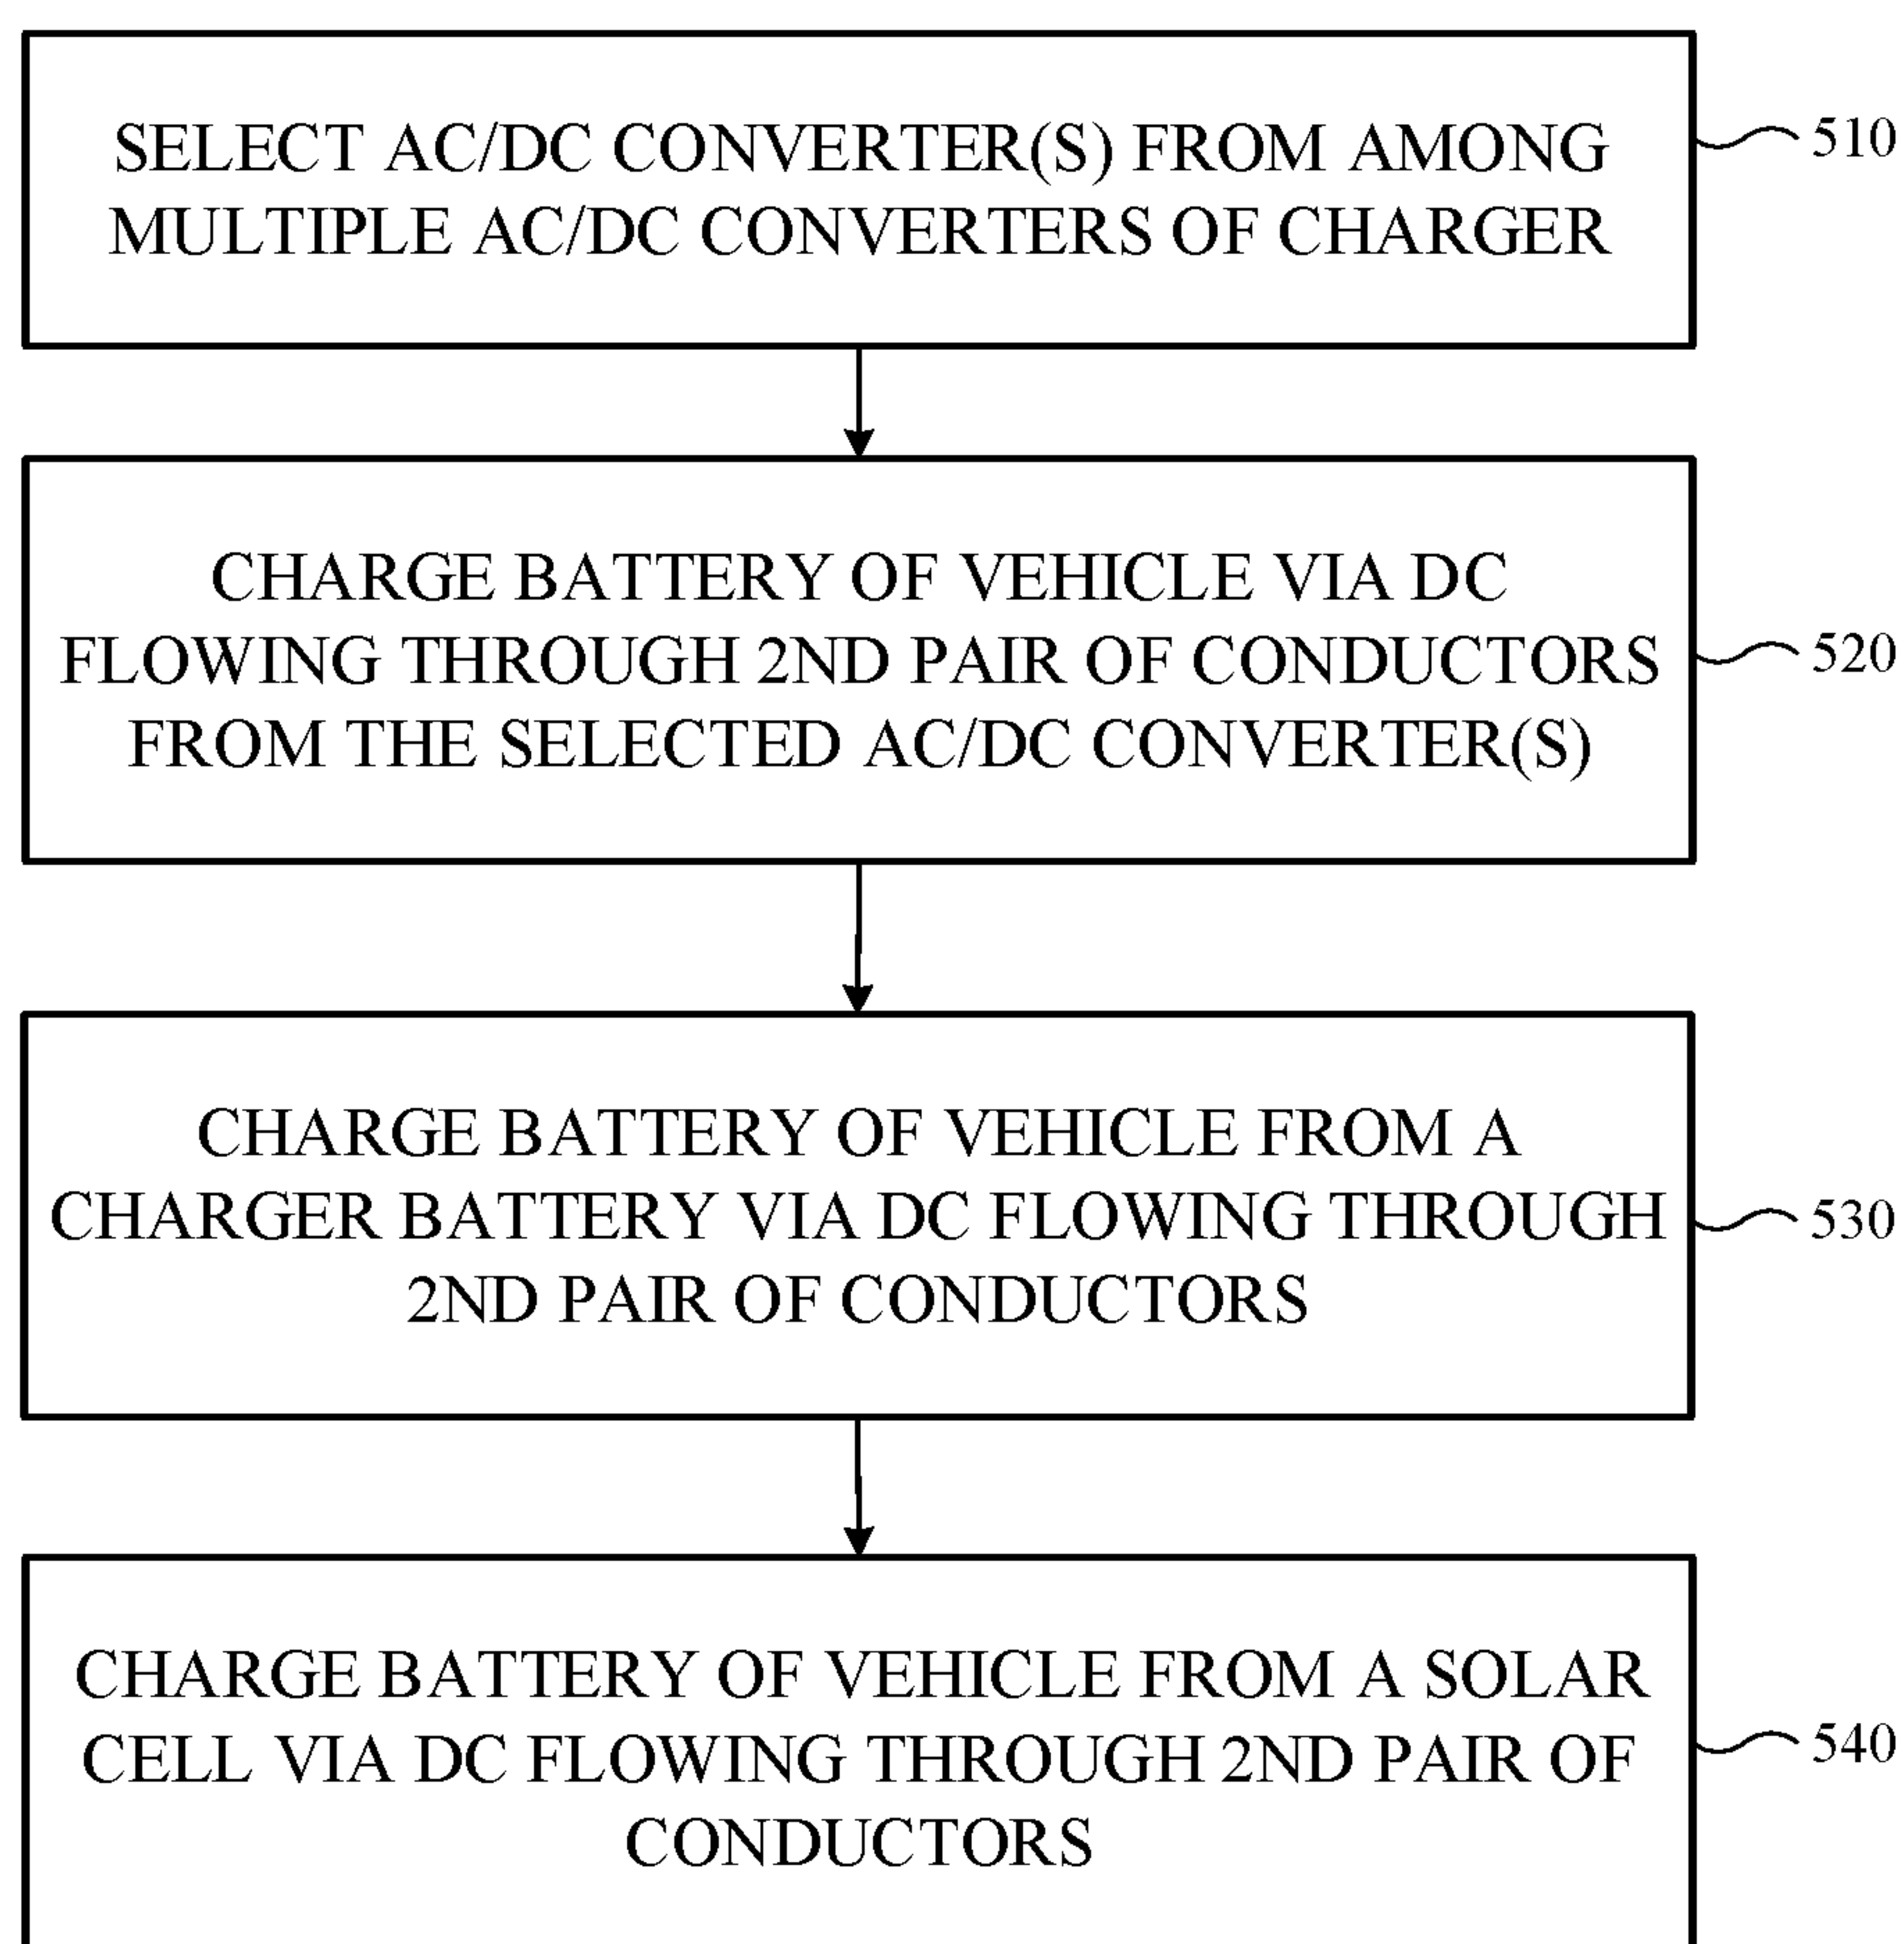 SELECT AC/DC CONVERTER(S) FROM AMONG
MULTIPLE AC/DC CONVERTERS OF CHARGER
510
CHARGE BATTERY OF VEHICLE VIA DC
FLOWING THROUGH 2ND PAIR OF CONDUCTORS
FROM THE SELECTED AC/DC CONVERTER(S)
520
CHARGE BATTERY OF VEHICLE FROM A
CHARGER BATTERY VIA DC FLOWING THROUGH
2ND PAIR OF CONDUCTORS
530
CHARGE BATTERY OF VEHICLE FROM A SOLAR
CELL VIA DC FLOWING THROUGH 2ND PAIR OF
CONDUCTORS
540